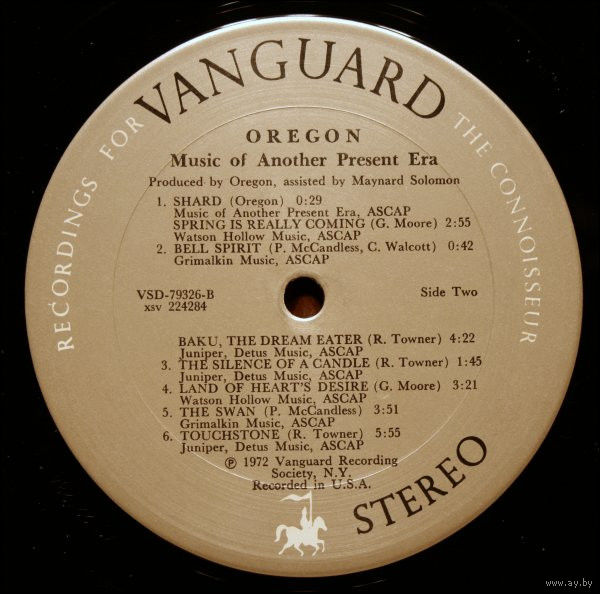 RECORDINGS FOR VANGUARD THE CONNOISSEUR
OREGON
Music of Another Present Era
Produced by Oregon, assisted by Maynard Solomon
1. SHARD (Oregon) 0:29
Music of Another Present Era, ASCAP
SPRING IS REALLY COMING (G. Moore) 2:55
Watson Hollow Music, ASCAP
2. BELL SPIRIT (P. McCandless, C. Walcott) 0:42
Grimalkin Music, ASCAP
VSD-79326-B
xsv 224284
Side Two
BAKU, THE DREAM EATER (R. Towner) 4:22
Juniper, Detus Music, ASCAP
3. THE SILENCE OF A CANDLE (R. Towner) 1:45
Juniper, Detus Music, ASCAP
4. LAND OF HEART'S DESIRE (G. Moore) 3:21
Watson Hollow Music, ASCAP
5. THE SWAN (P. McCandless) 3:51
Grimalkin Music, ASCAP
6. TOUCHSTONE (R. Towner) 5:55
Juniper, Detus Music, ASCAP
℗ 1972 Vanguard Recording
Society, N.Y.
Recorded in U.S.A.
STEREO
www.ay.by